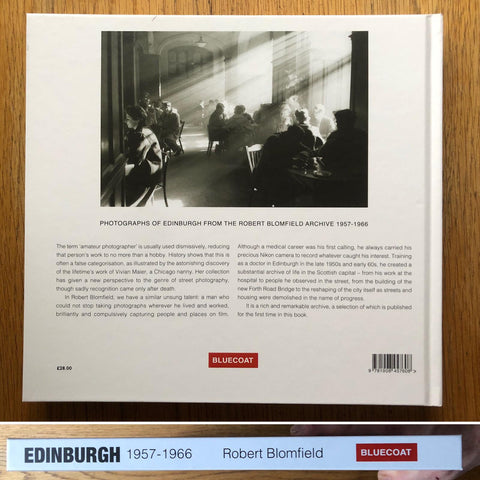 PHOTOGRAPHS OF EDINBURGH FROM THE ROBERT BLOMFIELD ARCHIVE 1957-1966
The term 'amateur photographer' is usually used dismissively, reducing
that person's work to no more than a hobby. History shows that this is
often a false categorisation, as illustrated by the astonishing discovery
of the lifetime's work of Vivian Maier, a Chicago nanny. Her collection
has given a new perspective to the genre of street photography,
though sadly recognition came only after death.
In Robert Blomfield, we have a similar unsung talent: a man who
could not stop taking photographs wherever he lived and worked,
brilliantly and compulsively capturing people and places on film.
Although a medical career was his first calling, he always carried his
precious Nikon camera to record whatever caught his interest. Training
as a doctor in Edinburgh in the late 1950s and early 60s, he created a
substantial archive of life in the Scottish capital – from his work at the
hospital to people he observed in the street, from the building of the
new Forth Road Bridge to the reshaping of the city itself as streets and
housing were demolished in the name of progress.
It is a rich and remarkable archive, a selection of which is published
for the first time in this book.
£28.00
BLUECOAT
9 781908 457608 >
EDINBURGH 1957-1966 Robert Blomfield BLUECOAT